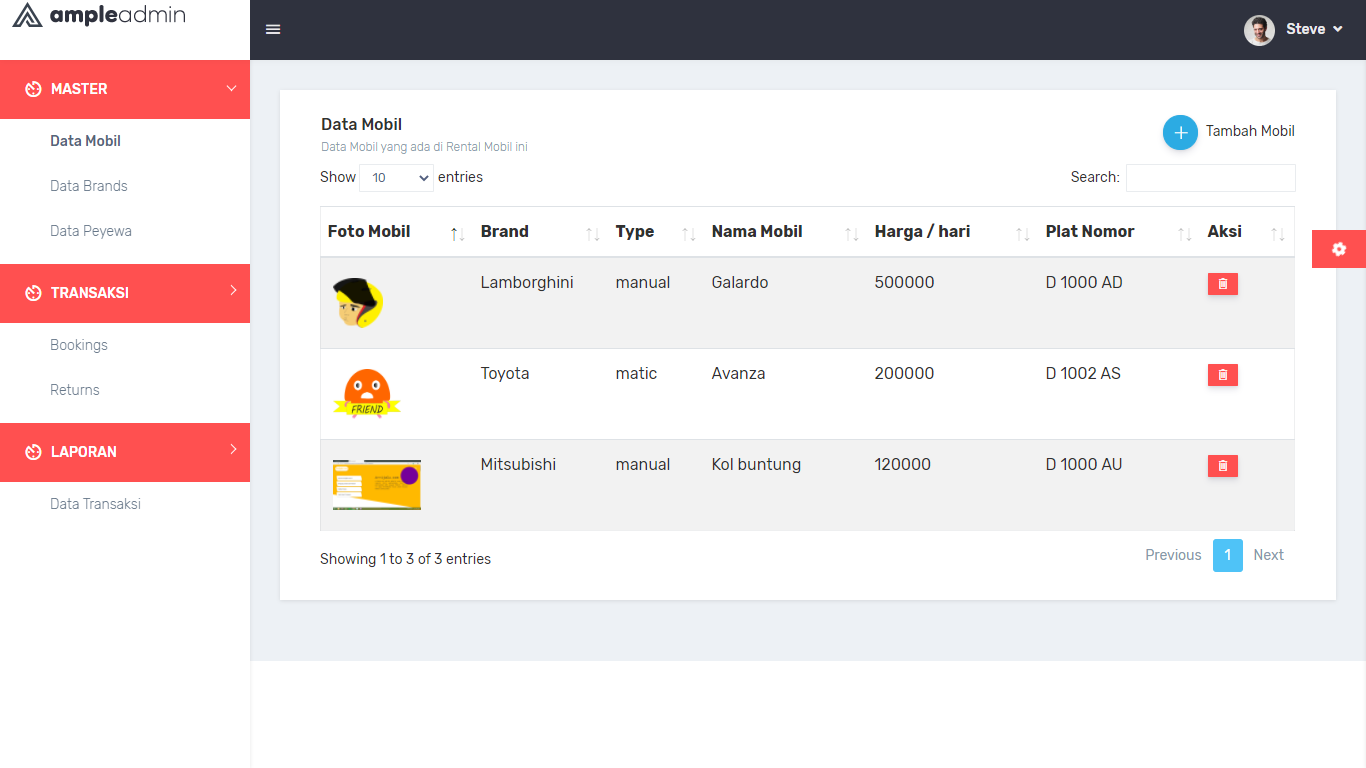 ampleadmin
Steve
MASTER
Data Mobil
Data Brands
Data Peyewa
TRANSAKSI
Bookings
Returns
LAPORAN
Data Transaksi
Data Mobil
Data Mobil yang ada di Rental Mobil ini
Tambah Mobil
Show 10 entries
Search:
Foto Mobil Brand Type Nama Mobil Harga / hari Plat Nomor Aksi
Lamborghini manual Galardo 500000 D 1000 AD
Toyota matic Avanza 200000 D 1002 AS
FRIEND
Mitsubishi manual Kol buntung 120000 D 1000 AU
Showing 1 to 3 of 3 entries
Previous 1 Next